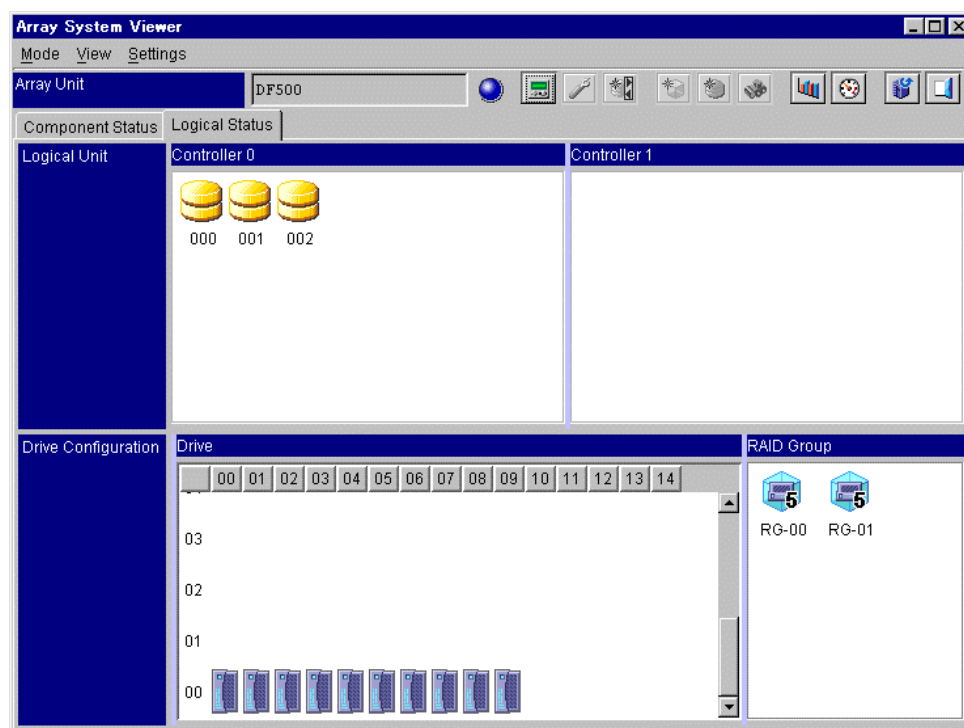 Array System Viewer
Mode View Settings
Array Unit DF500
Component Status Logical Status
Logical Unit Controller 0 Controller 1
000 001 002
Drive Configuration Drive RAID Group
00 01 02 03 04 05 06 07 08 09 10 11 12 13 14
5 5
RG-00 RG-01
03
02
01
00